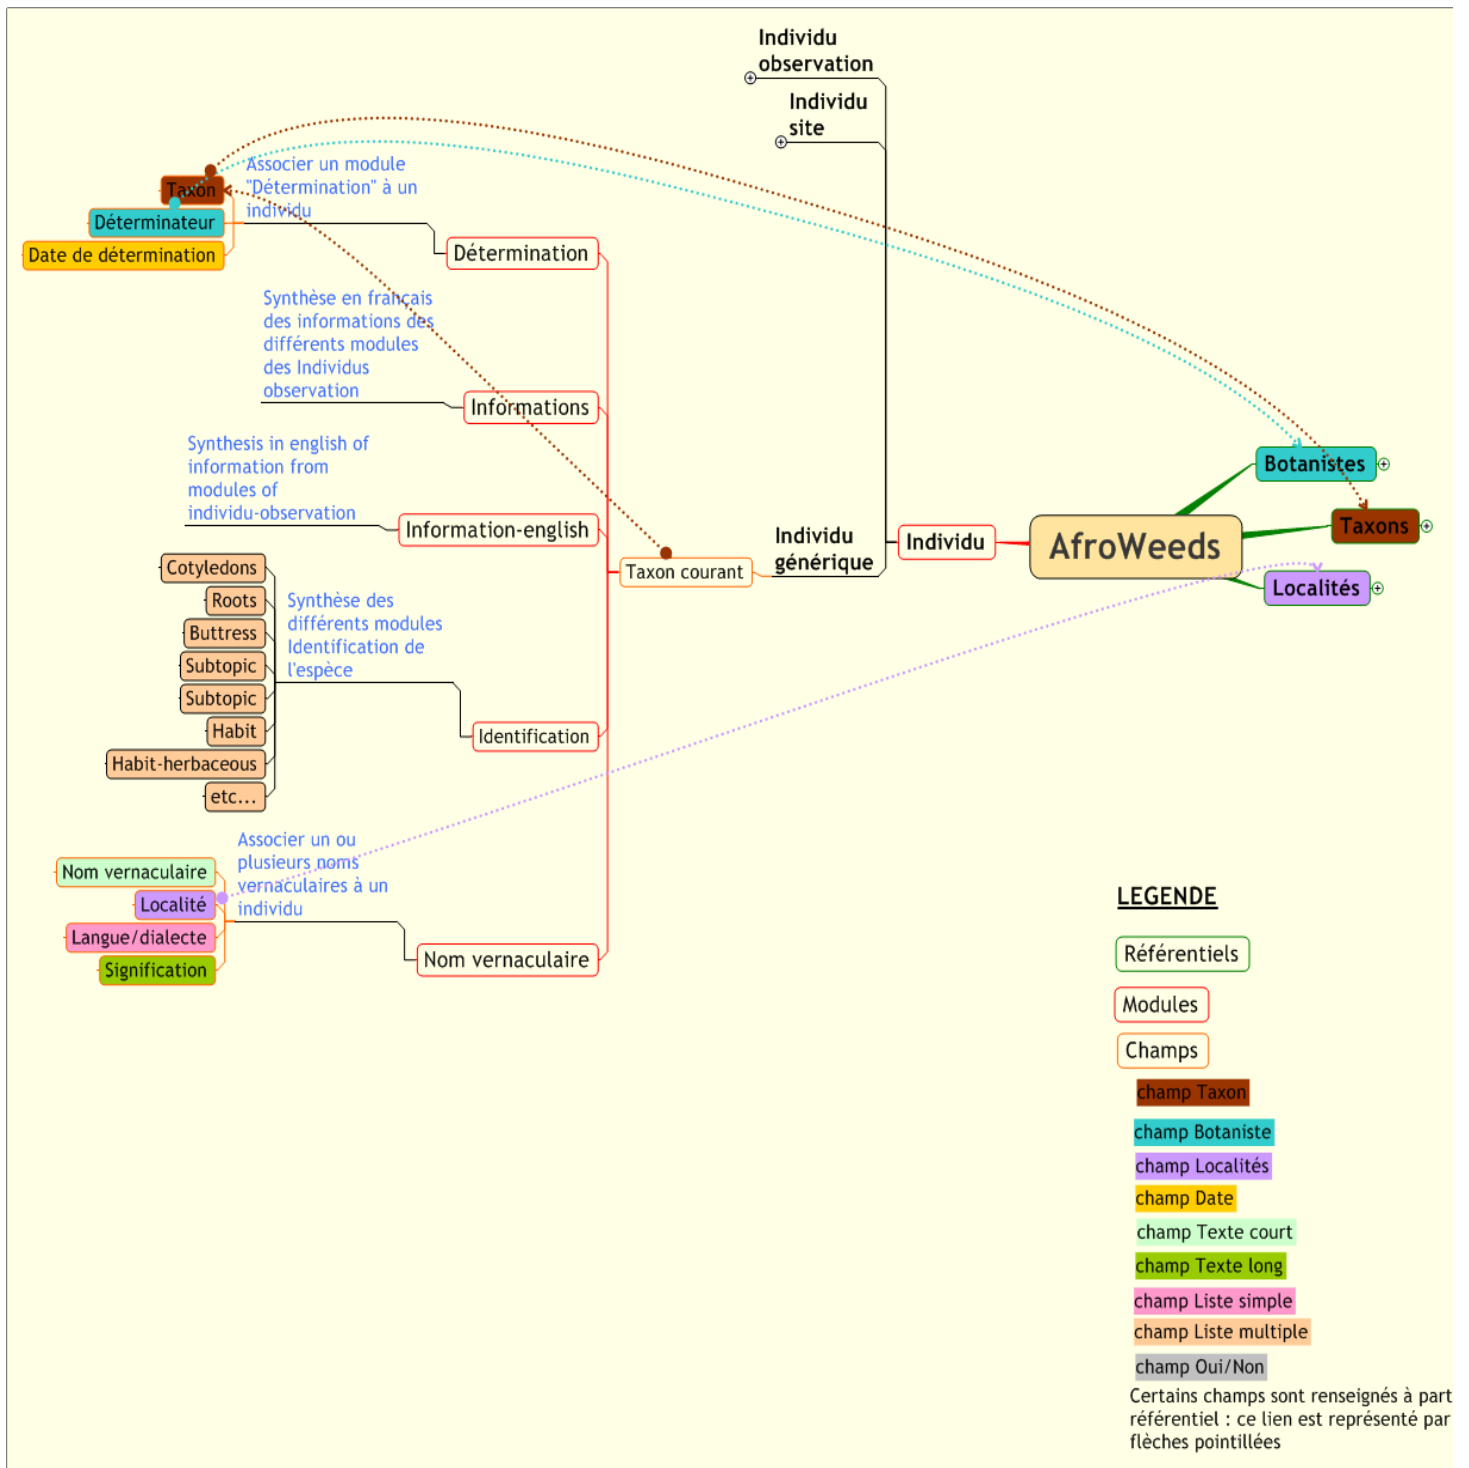 Individu
observation
Individu
site
Associer un module
"Détermination" à un
individu
Taxon
Déterminateur
Date de détermination
Détermination
Synthèse en français
des informations des
différents modules
des Individus
observation
Informations
Synthesis in english of
information from
modules of
individu-observation
Information-english
Cotyledons
Roots
Buttress
Subtopic
Subtopic
Habit
Habit-herbaceous
etc...
Synthèse des
différents modules
Identification de
l'espèce
Identification
Associer un ou
plusieurs noms
vernaculaires à un
individu
Nom vernaculaire
Localité
Langue/dialecte
Signification
Nom vernaculaire
Taxon courant
Individu
générique
Individu
AfroWeeds
Botanistes
Taxons
Localités
LEGENDE
Référentiels
Modules
Champs
champ Taxon
champ Botaniste
champ Localités
champ Date
champ Texte court
champ Texte long
champ Liste simple
champ Liste multiple
champ Oui/Non
Certains champs sont renseignés à part
référentiel : ce lien est représenté par
flèches pointillées